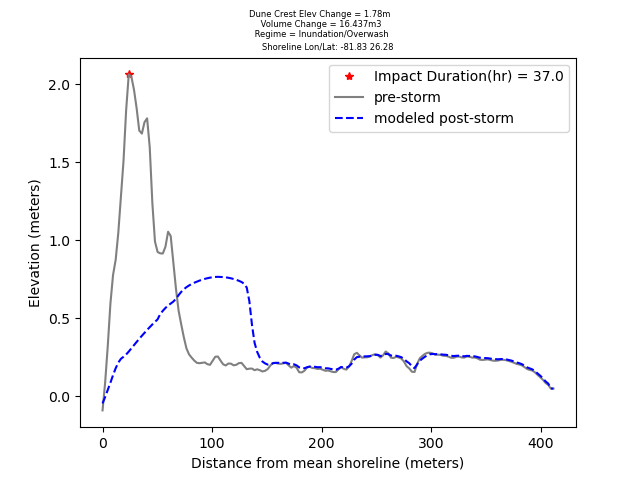 Dune Crest Elev Change = 1.78m
Volume Change = 16.437m3
Regime = Inundation/Overwash
Shoreline Lon/Lat: -81.83 26.28
Impact Duration(hr) = 37.0
pre-storm
modeled post-storm
Elevation (meters)
2.0
1.5
1.0
0.5
0.0
0 100 200 300 400
Distance from mean shoreline (meters)